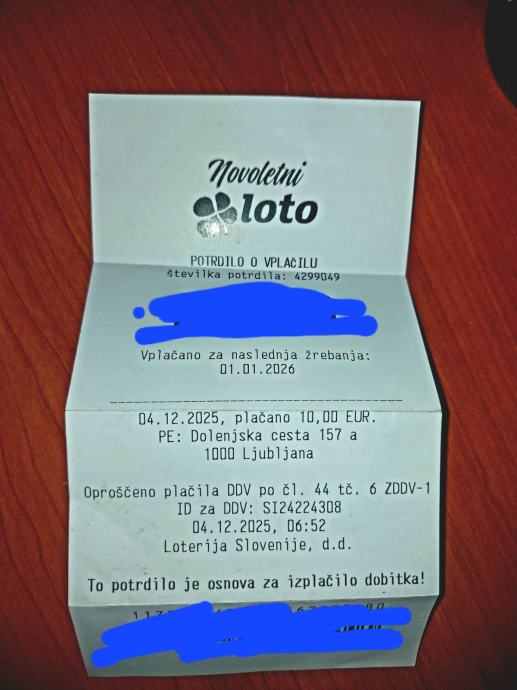 Novoletni
loto
POTRDILO O VPLAČILU
številka potrdila: 4299049
Vplačano za naslednja žrebanja:
01.01.2026
04.12.2025, plačano 10,00 EUR.
PE: Dolenjska cesta 157 a
1000 Ljubljana
Oproščeno plačila DDV po čl. 44 tč. 6 ZDDV-1
ID za DDV: SI24224308
04.12.2025, 06:52
Loterija Slovenije, d.d.
To potrdilo je osnova za izplačilo dobitka!